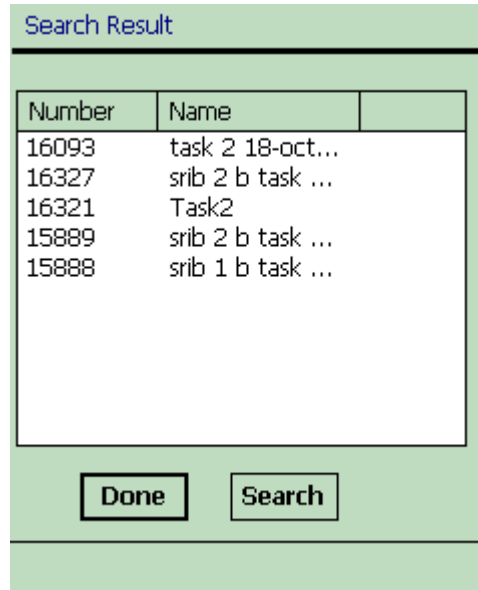 Search Result
Number Name
16093 task 2 18-oct...
16327 srib 2 b task ...
16321 Task2
15889 srib 2 b task ...
15888 srib 1 b task ...
Done Search